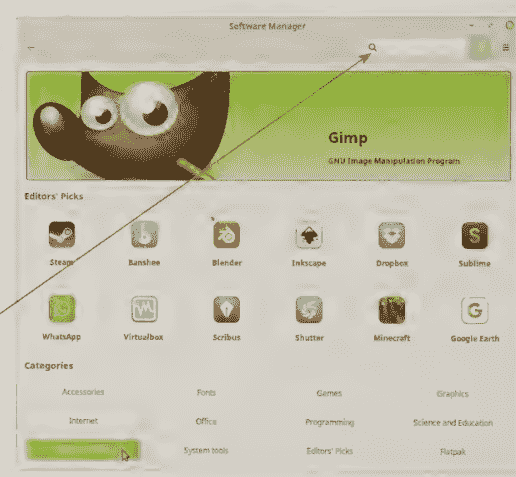 Software Manager
Gimp
GNU Image Manipulation Program
Editors' Picks
Steam Banshee Blender Inkscape Dropbox Sublime
WhatsApp Virtualbox Scribus Shutter Minecraft Google Earth
Categories
Accessories Fonts Games Graphics
Internet Office Programming Science and Education
System tools Editors' Picks Flatpak